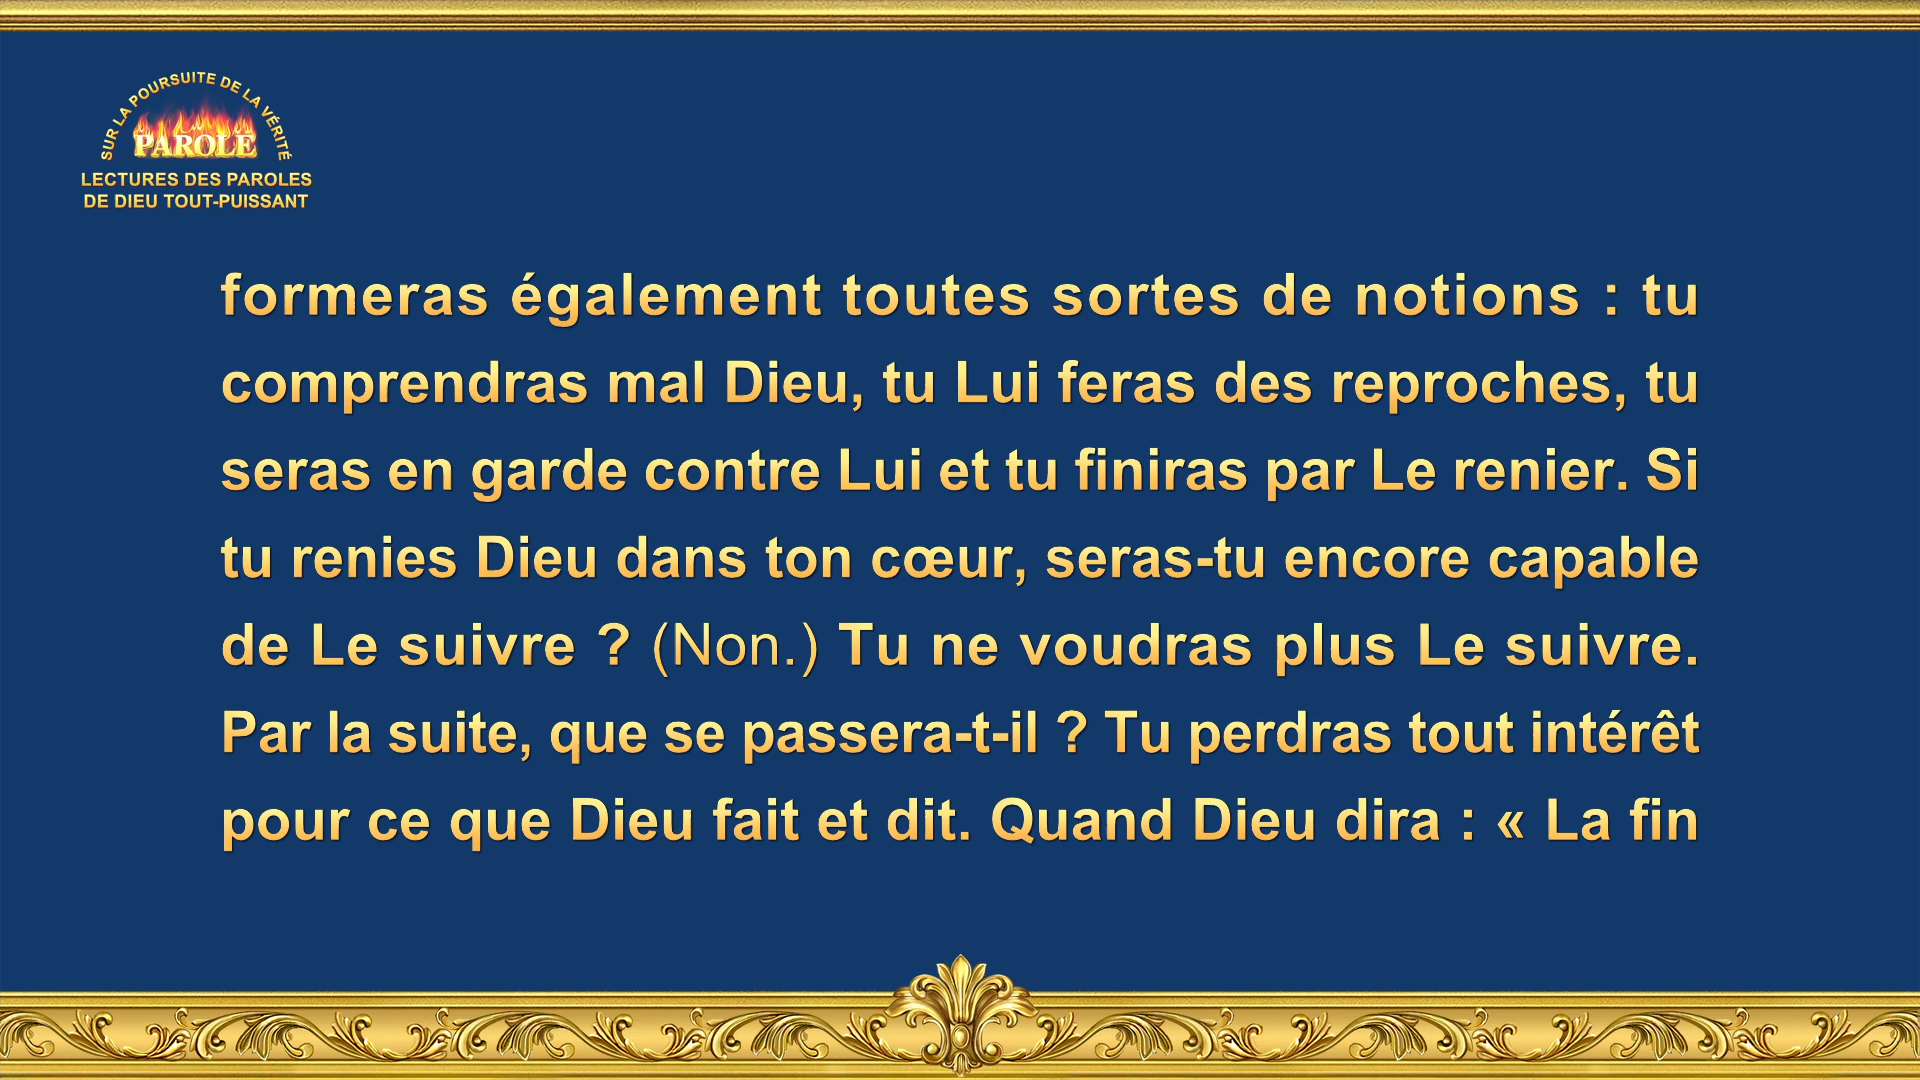 SUR LA POURSUITE DE LA VÉRITÉ
PAROLE
LECTURES DES PAROLES
DE DIEU TOUT-PUISSANT
formeras également toutes sortes de notions : tu
comprendras mal Dieu, tu Lui feras des reproches, tu
seras en garde contre Lui et tu finiras par Le renier. Si
tu renies Dieu dans ton cœur, seras-tu encore capable
de Le suivre ? (Non.) Tu ne voudras plus Le suivre.
Par la suite, que se passera-t-il ? Tu perdras tout intérêt
pour ce que Dieu fait et dit. Quand Dieu dira : « La fin